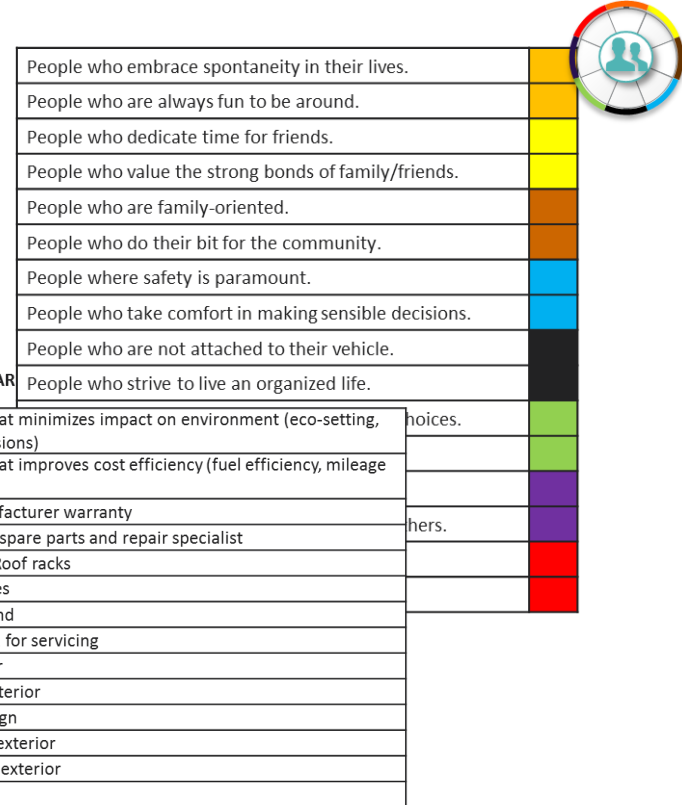 People who embrace spontaneity in their lives.
People who are always fun to be around.
People who dedicate time for friends.
People who value the strong bonds of family/friends.
People who are family-oriented.
People who do their bit for the community.
People where safety is paramount.
People who take comfort in making sensible decisions.
People who are not attached to their vehicle.
AR
People who strive to live an organized life.
hoices.
at minimizes impact on environment (eco-setting,
sions)
at improves cost efficiency (fuel efficiency, mileage
facturer warranty
hers.
spare parts and repair specialist
Roof racks
es
nd
for servicing
r
terior
gn
exterior
exterior